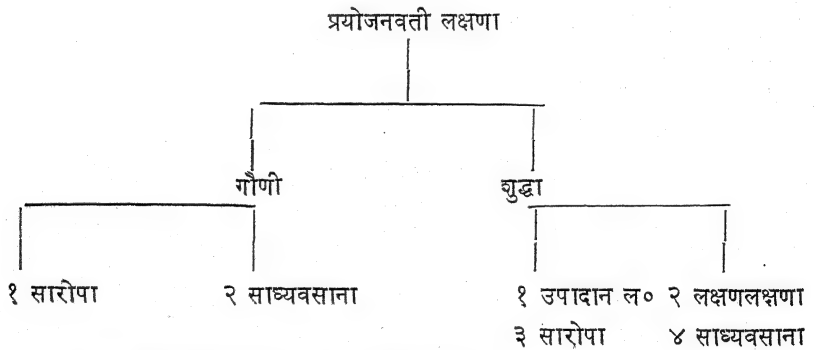 प्रयोजनवती लक्षणा
गौणी शुद्धा
१ सारोपा २ साध्यवसाना १ उपादान ल० २ लक्षणलक्षणा
३ सारोपा ४ साध्यवसाना